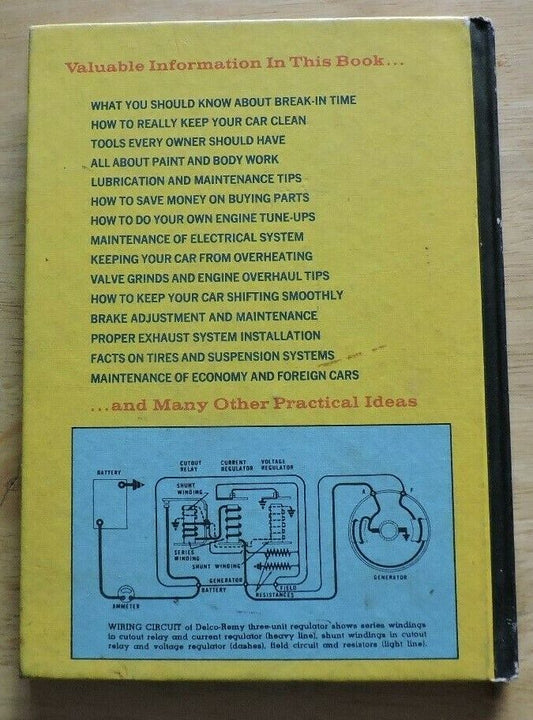 Valuable Information In This Book...
WHAT YOU SHOULD KNOW ABOUT BREAK-IN TIME
HOW TO REALLY KEEP YOUR CAR CLEAN
TOOLS EVERY OWNER SHOULD HAVE
ALL ABOUT PAINT AND BODY WORK
LUBRICATION AND MAINTENANCE TIPS
HOW TO SAVE MONEY ON BUYING PARTS
HOW TO DO YOUR OWN ENGINE TUNE-UPS
MAINTENANCE OF ELECTRICAL SYSTEM
KEEPING YOUR CAR FROM OVERHEATING
VALVE GRINDS AND ENGINE OVERHAUL TIPS
HOW TO KEEP YOUR CAR SHIFTING SMOOTHLY
BRAKE ADJUSTMENT AND MAINTENANCE
PROPER EXHAUST SYSTEM INSTALLATION
FACTS ON TIRES AND SUSPENSION SYSTEMS
MAINTENANCE OF ECONOMY AND FOREIGN CARS
...and Many Other Practical Ideas
BATTERY
CUTOUT
RELAY
CURRENT
REGULATOR
VOLTAGE
REGULATOR
SHUNT
WINDING
A
F
SERIES
WINDING
SHUNT WINDING
GENERATOR
BATTERY
FIELD
RESISTANCES
GENERATOR
AMMETER
WIRING CIRCUIT of Delco-Remy three-unit regulator shows series windings
in cutout relay and current regulator (heavy line), shunt windings in cutout
relay and voltage regulator (dashes), field circuit and resistors (light line).